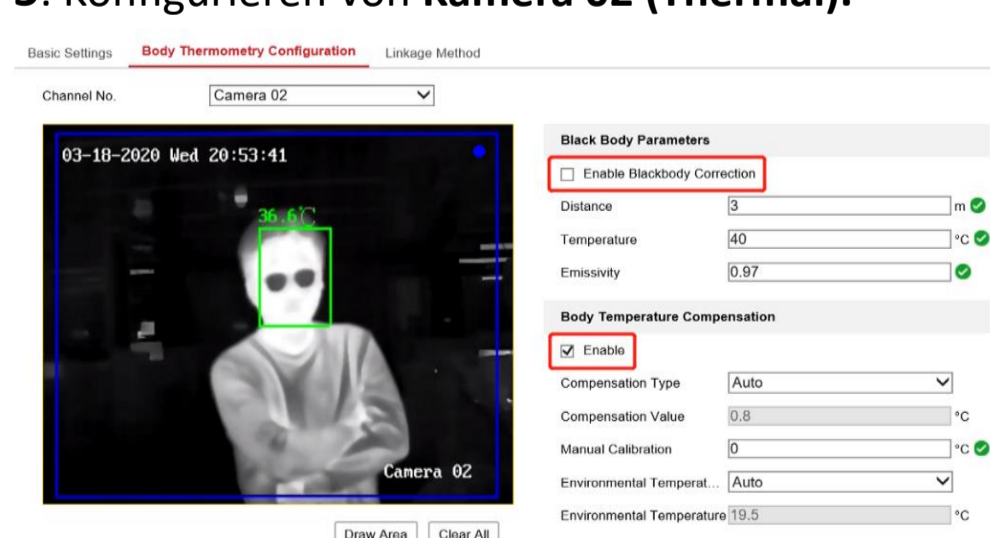 3. Konfigurieren von Kamera 02 (Thermal):
Basic Settings Body Thermometry Configuration Linkage Method
Channel No. Camera 02
03-18-2020 Wed 20:53:41
36.6°C
Camera 02
Draw Area Clear All
Black Body Parameters
Enable Blackbody Correction
Distance 3 m
Temperature 40 °C
Emissivity 0.97
Body Temperature Compensation
Enable
Compensation Type Auto
Compensation Value 0.8 °C
Manual Calibration 0 °C
Environmental Temperat... Auto
Environmental Temperature 19.5 °C